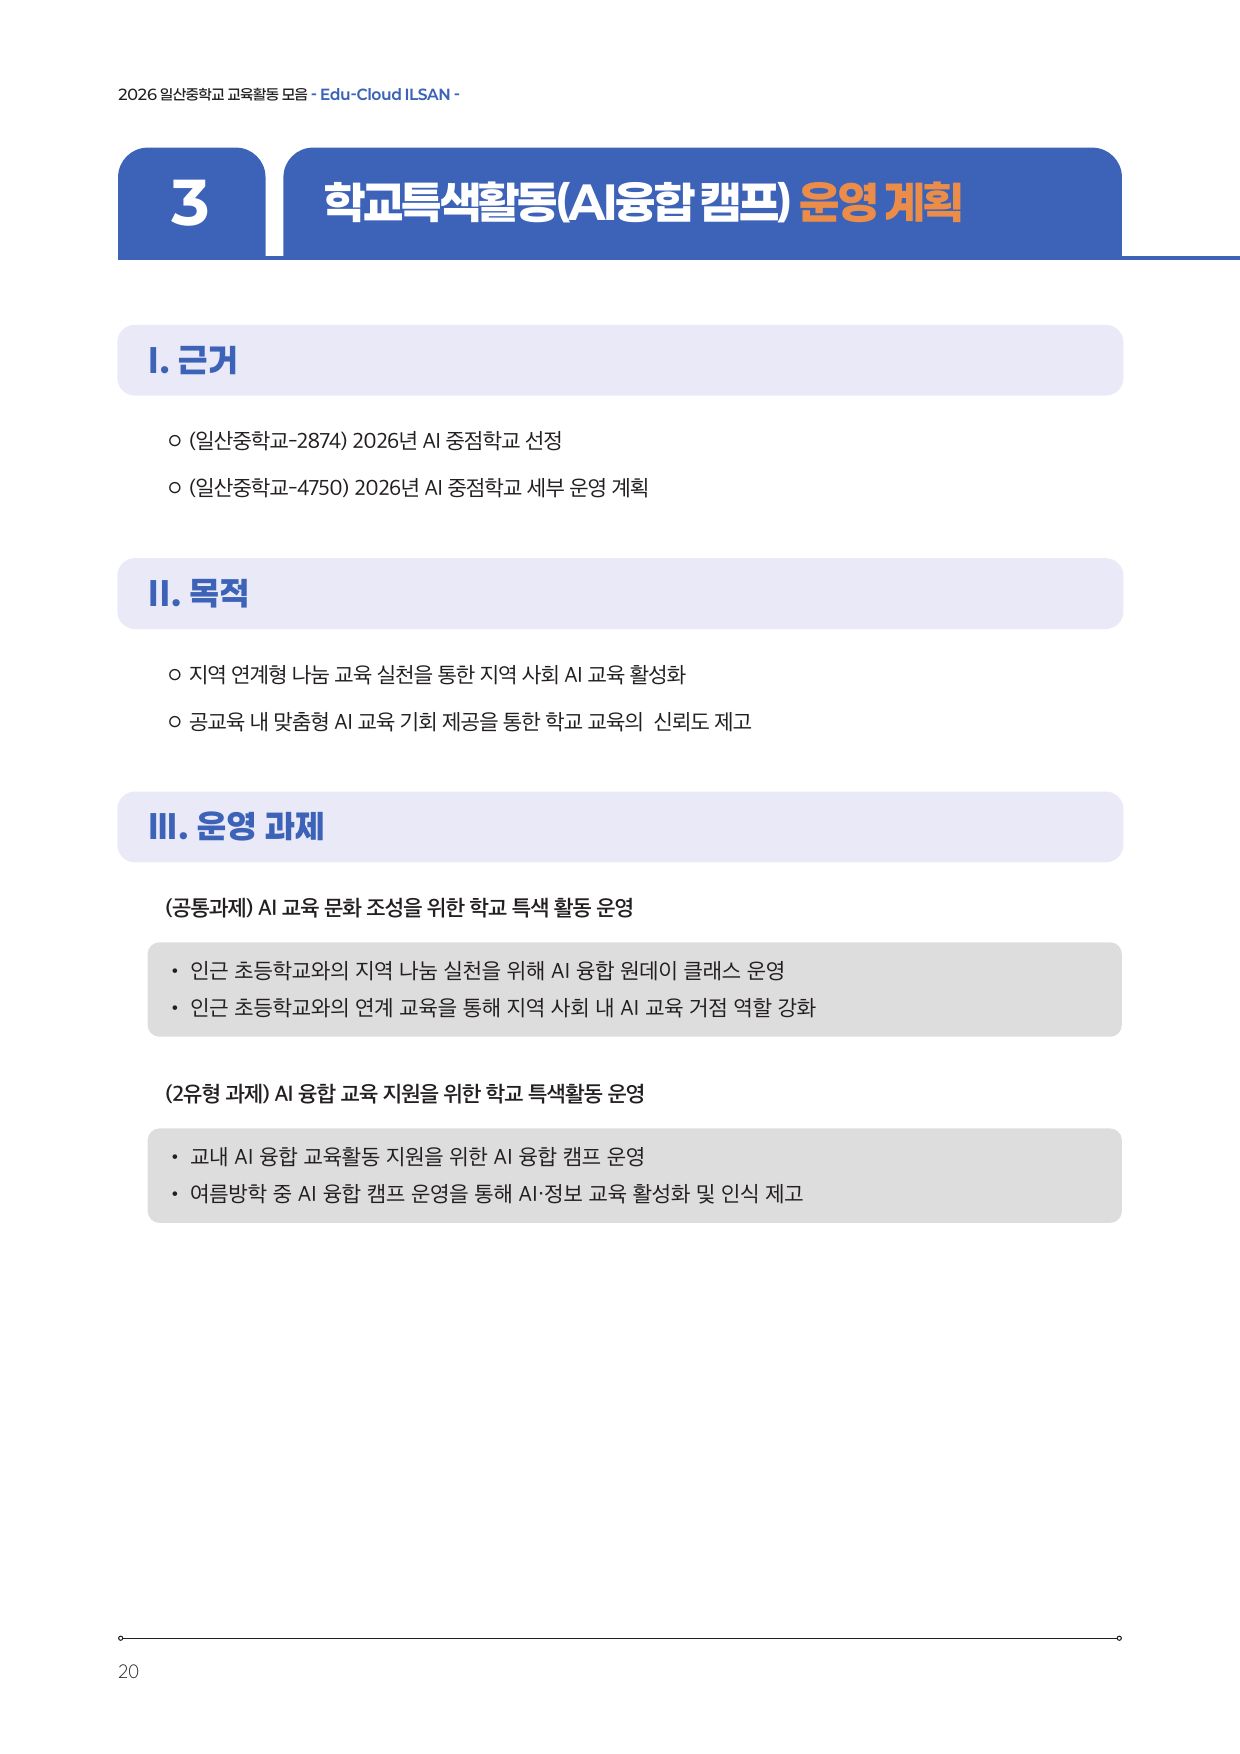 2026 일산중학교 교육활동 모음 - Edu-Cloud ILSAN -
3
학교특색활동(AI융합 캠프) 운영 계획
I. 근거
○ (일산중학교-2874) 2026년 AI 중점학교 선정
○ (일산중학교-4750) 2026년 AI 중점학교 세부 운영 계획
II. 목적
○ 지역 연계형 나눔 교육 실천을 통한 지역 사회 AI 교육 활성화
○ 공교육 내 맞춤형 AI 교육 기회 제공을 통한 학교 교육의  신뢰도 제고
III. 운영 과제
(공통과제) AI 교육 문화 조성을 위한 학교 특색 활동 운영
• 인근 초등학교와의 지역 나눔 실천을 위해 AI 융합 원데이 클래스 운영
• 인근 초등학교와의 연계 교육을 통해 지역 사회 내 AI 교육 거점 역할 강화
(2유형 과제) AI 융합 교육 지원을 위한 학교 특색활동 운영
• 교내 AI 융합 교육활동 지원을 위한 AI 융합 캠프 운영
• 여름방학 중 AI 융합 캠프 운영을 통해 AI·정보 교육 활성화 및 인식 제고
20